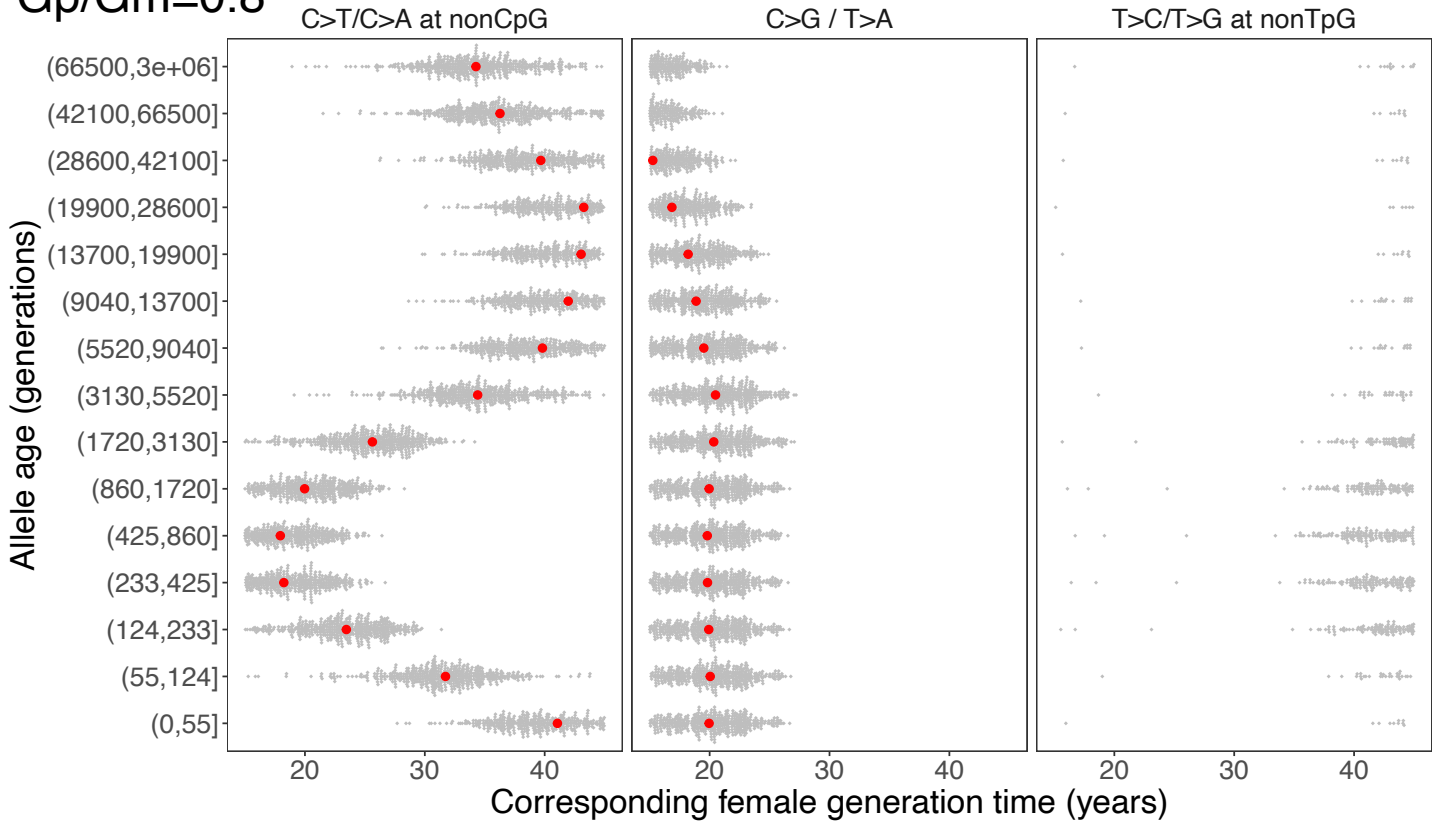 Gp/Gm=0.8
C>T/C>A at nonCpG
C>G / T>A
T>C/T>G at nonTpG
Allele age (generations)
(66500,3e+06]
(42100,66500]
(28600,42100]
(19900,28600]
(13700,19900]
(9040,13700]
(5520,9040]
(3130,5520]
(1720,3130]
(860,1720]
(425,860]
(233,425]
(124,233]
(55,124]
(0,55]
20 30 40
20 30 40
20 30 40
Corresponding female generation time (years)